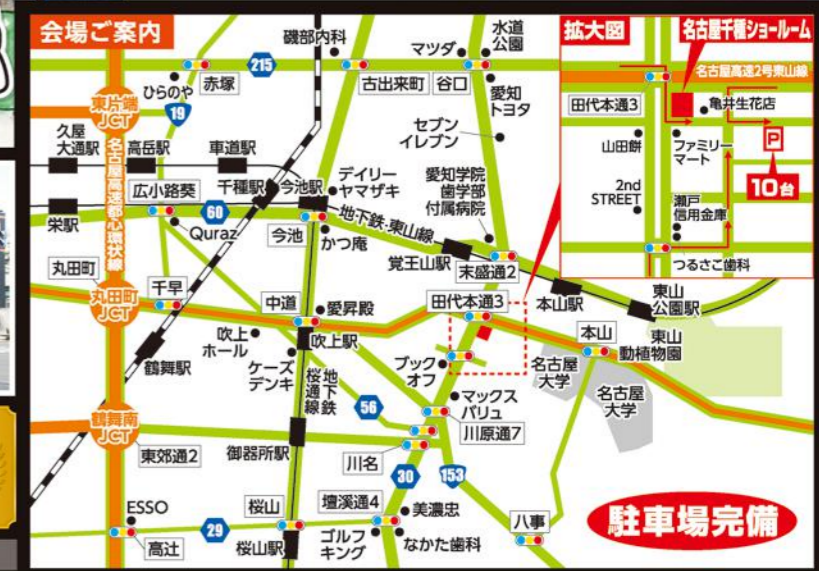 会場ご案内
磯部内科
マツダ
水道
公園
215
赤塚
古出来町
谷口
ひらのや
愛知
トヨタ
東片端
JCT
19
セブン
イレブン
久屋
大通駅
高岳駅
車道駅
名古屋高速都心環状線
千種駅
今池駅
デイリー
ヤマザキ
愛知学院
歯学部
付属病院
広小路葵
60
地下鉄・東山線
栄駅
Quraz
今池
かつ庵
覚王山駅
末盛通2
丸田町
千早
本山駅
東山
公園駅
丸田町
JCT
中道
愛昇殿
田代本通3
本山
東山
動植物園
吹上
ホール
吹上駅
鶴舞駅
ケーズ
デンキ
ブック
オフ
名古屋
大学
名古屋
大学
地下鉄
桜通線
56
マックス
バリュ
川原通7
鶴舞南
JCT
東郊通2
御器所駅
川名
30
153
ESSO
桜山
壇溪通4
美濃忠
八事
29
高辻
桜山駅
ゴルフ
キング
なかた歯科
駐車場完備
拡大図
名古屋千種ショールーム
名古屋高速2号東山線
田代本通3
亀井生花店
山田餅
ファミリー
マート
P
10台
2nd
STREET
瀬戸
信用金庫
つるさこ歯科